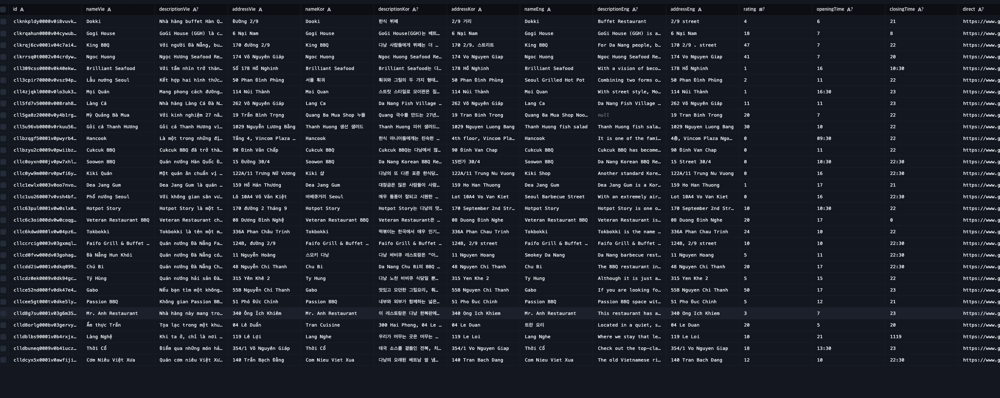 id A nameVie A descriptionVie A? addressVie A nameKor A descriptionKor A? addressKor A nameEng A descriptionEng A? addressEng A rating #? openingTime A? closingTime A? direct A?
clknkpldy0000v0i8vuvk… Dokki Nhà hàng buffet Hàn Q… Đường 2/9 Dooki 한식 뷔페 2/9 거리 Dokki Buffet Restaurant 2/9 street 4 6 21 https://www.g
clkrqahun0000v04cywub… Gogi House GoGi House (GGH) là c… 6 Nại Nam Gogi House GoGi House(GGH)는 베트… 6 Nại Nam Gogi House GoGi House (GGH) is a… 6 Nại Nam 18 7 8 https://www.g
clkrqj6cv0001v04c7ai4… King BBQ Với người Đà Nẵng, bu… 170 đường 2/9 King BBQ 다낭 사람들에게 뷔페는 더 … 170 2/9. 스트리트 King BBQ For Da Nang people, b… 170 2/9 . street 47 7 22 https://www.g
clkrrsq0t0002v04crdyw… Ngoc Huong Ngọc Hương Seafood Re… 174 Võ Nguyên Giáp Ngoc Huong Ngoc Huong Seafood Re… 174 Vo Nguyen Giap Ngoc Huong Ngoc Huong Seafood Re… 174 Vo Nguyen Giap 41 7 20 https://www.g
cll309css0000v0k40ekw… Brilliant Seafood Với tầm nhìn trở thàn… Số 178 Hồ Nghinh Brilliant Seafood Brilliant Seafood는 다… 178 Hồ Nghinh Brilliant Seafood With a vision of beco… 178 Hồ Nghinh 1 16 10:30 https://www.g
cll3cpir70000v0vsz94p… Lẩu nướng Seoul Kết hợp hai hình thức… 50 Phan Đình Phùng 서울 훠궈 훠궈와 그릴의 두 가지 형태… 50 Phan Đình Phùng Seoul Grilled Hot Pot Combining two forms o… 50 Phan Đình Phùng 2 11 22 https://www.g
cll4zjqkl0000v0lo3uk3… Mọi Quán Mang phong cách đường… 114 Núi Thành Moi Quan 스트릿 스타일로 모이꽌은 질… 114 Núi Thành Moi Quan With street style, Mo… 114 Núi Thành 1 16:30 23 https://www.g
cll5fd7v50000v008rah8… Làng Cá Nhà hàng Làng Cá Đà N… 262 Võ Nguyên Giáp Lang Ca Da Nang Fish Village … 262 Võ Nguyên Giáp Lang Ca Da Nang Fish Village … 262 Võ Nguyên Giáp 11 11 23 https://www.g
cll5ga8z20000v0y4b1rg… Mỳ Quảng Bà Mua Với kinh nghiệm 27 nă… 19 Trần Bình Trọng Quang Ba Mua Shop 누들 Quang 국수를 만드는 27년… 19 Tran Binh Trong Quang Ba Mua Shop Noo… null 19 Tran Binh Trong 20 7 22 https://www.g
cll5u96vb0000v0rkuu56… Gỏi cá Thanh Hương Gỏi cá Thanh Hương vì… 1029 Nguyễn Lương Bằng Thanh Huong 생선 샐러드 Thanh Huong 피쉬 샐러드… 1029 Nguyen Luong Bang Thanh Huong fish salad Thanh Huong fish sala… 1029 Nguyen Luong Bang 30 10 22 https://www.g
cllbzqgf50001v0pwyrb4… Hancook Là một trong những đị… Tầng 4, Vincom Plaza … Hancook 한식 마니아들에게는 친숙한 … 4th floor, Vincom Pla… Hancook It is one of the fami… 4층, Vincom Plaza Ngo… 0 09:30 22 https://www.g
cllbzyu2c0009v0pwiibz… Cukcuk BBQ Cukcuk BBQ đã trở thà… 90 Đinh Văn Chấp Cukcuk BBQ Cukcuk BBQ는 다낭에서 많… 90 Đinh Van Chap Cukcuk BBQ Cukcuk BBQ has become… 90 Đinh Van Chap 0 11 22 https://www.g
cllc0oyxn000jv0pw7xhl… Soowon BBQ Quán nướng Hàn Quốc Đ… 15 Đường 30/4 Soowon BBQ Da Nang Korean BBQ Re… 15번가 30/4 Soowon BBQ Da Nang Korean BBQ Re… 15 Street 30/4 0 10:30 22:30 https://www.g
cllc0yw9m000rv0pwfi6y… Kiki Quán Một quán ăn chuẩn vị … 122A/11 Trưng Nữ Vương Kiki 샵 다낭의 또 다른 표준 한식당… 122A/11 Trung Nu Vuong Kiki Shop Another standard Kore… 122A/11 Trung Nu Vuong 0 16 22:30 https://www.g
cllc1ewlx0003v0oo7nvo… Dea Jang Gum Dea Jang Gum là quán … 159 Hồ Hán Thương Dea Jang Gum 대장금은 많은 사람들이 사랑… 159 Ho Han Thuong Dea Jang Gum Dea Jang Gum is a Kor… 159 Ho Han Thuong 1 17 21 https://www.g
cllc1uu260007v0vsh4bf… Phố nướng Seoul Với không gian sân vư… Lô 10A4 Võ Văn Kiệt 바베큐거리 Seoul 매우 통풍이 잘되고 시원한 … Lot 10A4 Vo Van Kiet Seoul Barbecue Street With an extremely air… Lot 10A4 Vo Van Kiet 0 16 22:30 https://www.g
cllc63pul0001v0w0slx0… Hotpot Story Hotpot Story là một t… 170 đường 2 Tháng 9 Hotpot Story Hotpot Story는 다낭의 맛… 170 September 2nd Str… Hotpot Story Hotpot Story is one o… 170 September 2nd Str… 10 10:30 22 https://www.g
cllc6c3oi000dv0w0coqg… Veteran Restaurant BBQ Veteran Restaurant ch… 08 Dương Đình Nghệ Veteran Restaurant BBQ Veteran Restaurant은 … 08 Duong Đinh Nghe Veteran Restaurant BBQ Veteran Restaurant is… 08 Duong Đinh Nghe 20 17 0 https://www.g
cllc6kdwd000lv0w04pz6… Tokbokki Tokbokki là tên một m… 336A Phan Châu Trinh Tokbokki 떡볶이는 한국에서 매우 인기… 336A Phan Chau Trinh Tokbokki Tokbokki is the name … 336A Phan Chau Trinh 24 10 22 https://www.g
cllccrcig0003v03gxmql… Faifo Grill & Buffet … Quán nướng Đà Nẵng Fa… 124B, đường 2/9 Faifo Grill & Buffet … Faifo Grill & Buffet … 124B, 2/9 street Faifo Grill & Buffet … Faifo Grill & Buffet … 124B, 2/9 street 10 10 22:30 https://www.g
cllcd0fvw000dv03gohag… Đà Nẵng Hun Khói Quán nướng Đà Nẵng có… 11 Nguyễn Hoàng 스모키 다낭 다낭 바비큐 레스토랑은 "아… 11 Nguyen Hoang Smokey Da Nang Da Nang barbecue rest… 11 Nguyen Hoang 5 11 22:30 https://www.g
cllcdd2iw0001v0dkq099… Chú Bi Quán nướng Đà Nẵng Ch… 48 Nguyễn Chi Thanh Chu Bi Da Nang Chu Bi의 BBQ … 48 Nguyen Chi Thanh Chu Bi The BBQ restaurant in… 48 Nguyen Chi Thanh 20 17 22:30 https://www.g
cllcdz0ek0009v0dk94gc… Tý Hùng Quán nướng hải sản Đà… 315 Yên Khê 2 Ty Hung 다낭 노천 바비큐 식당일 뿐… 315 Yen Khe 2 Ty Hung Although it is just a… 315 Yen Khe 2 5 15 22 https://www.g
cllce52nd000fv0dk47e4… Gabo Nếu bạn tìm một không… 55B Nguyễn Chí Thanh Gabo 맛있고 모던한 그릴요리, 훠… 55B Nguyen Chi Thanh Gabo If you are looking fo… 55B Nguyen Chi Thanh 50 17 23 https://www.g
cllcee5gt000tv0dke5ly… Passion BBQ Không gian Passion BB… 51 Phó Đức Chính Passion BBQ 내부와 외부가 함께하는 넓은… 51 Pho Đuc Chinh Passion BBQ Passion BBQ space wit… 51 Pho Đuc Chinh 5 12 21 https://www.g
clld8g7su0001v03g6m35… Mr. Anh Restaurant Nhà hàng này mang tro… 340 Ông Ích Khiêm Mr. Anh Restaurant 이 레스토랑은 다낭 한복판에… 340 Ong Ich Khiem Mr. Anh Restaurant This restaurant has a… 340 Ong Ich Khiem 3 7 23 https://www.g
clld8orlg000bv03gervy… Ẩm thực Trần Tọa lạc trong một khu… 04 Lê Duẩn Tran Cuisine 300 Hai Phong, 04 Le … 04 Le Duan 트란 요리 Located in a quiet, s… 04 Le Duan 20 5 20 https://www.g
clldblbs90001v0b4rxjx… Làng Nghệ Khi ta ở, chỉ là nơi … 119 Lê Lợi Lang Nghe 우리가 머무는 곳은 머무는 … 119 Le Loi Lang Nghe Where we stay that le… 119 Le Loi 10 21 1119 https://www.g
clldbuneq0009v0b41ucz… Thời Cổ Điểm qua những món hả… 354/1 Võ Nguyên Giáp Thời Cổ 태국 소스를 곁들인 전복, 치… 354/1 Vo Nguyen Giap Thời Cổ Check out the top-cla… 354/1 Vo Nguyen Giap 18 13:30 23 https://www.g
clldcyx5x0001v0awfiji… Cơm Niêu Việt Xưa Quán cơm niêu Việt Xư… 140 Trần Bạch Đằng Com Nieu Viet Xua 다낭의 오래된 베트남 쌀 냄… 140 Tran Bach Dang Com Nieu Viet Xua The old Vietnamese ri… 140 Tran Bach Dang 12 10 22:30 https://www.g